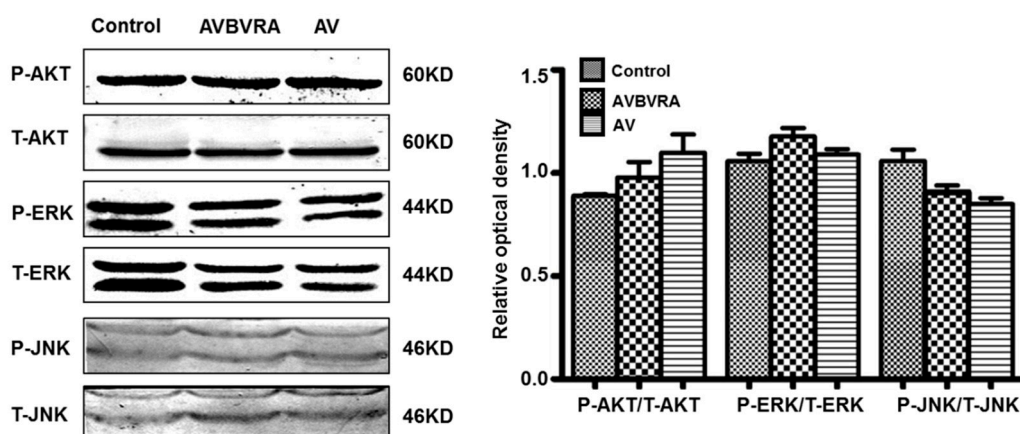 Control AVBVRA AV
P-AKT 60KD
T-AKT 60KD
P-ERK 44KD
T-ERK 44KD
P-JNK 46KD
T-JNK 46KD
Relative optical density
1.5
1.0
0.5
0.0
Control
AVBVRA
AV
P-AKT/T-AKT P-ERK/T-ERK P-JNK/T-JNK